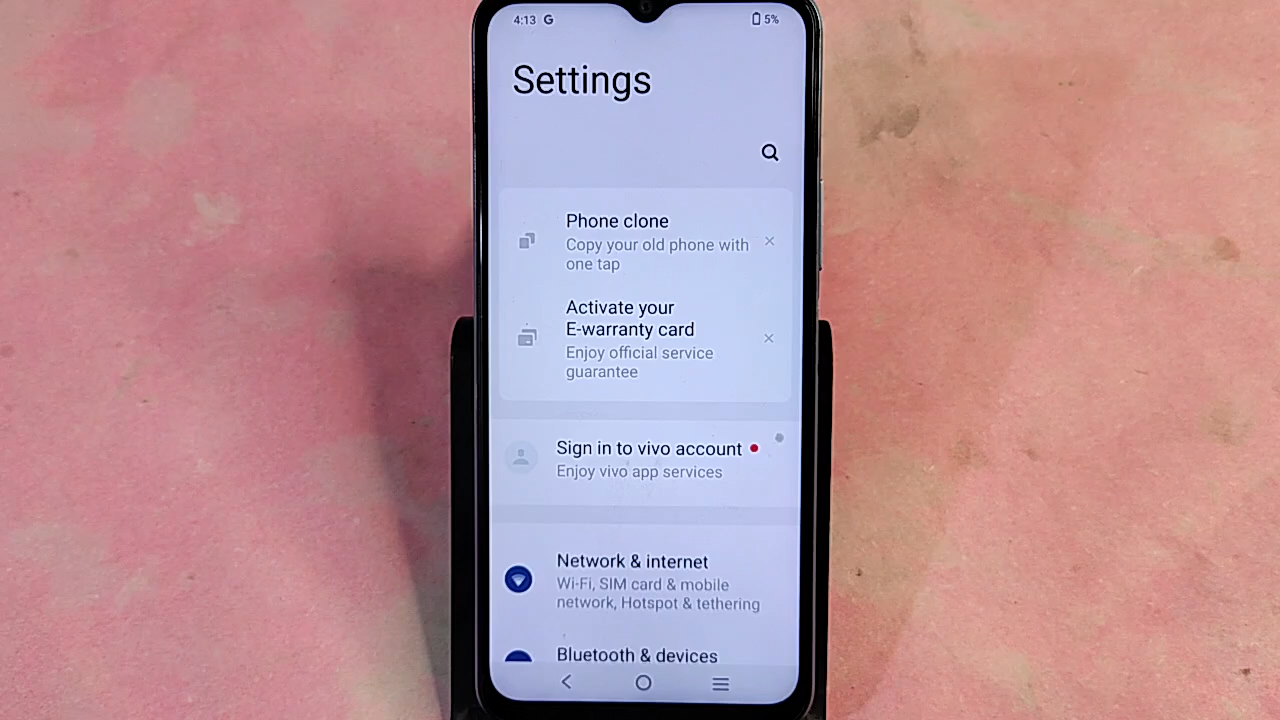 4:13 G 5%
Settings
Phone clone
Copy your old phone with
one tap
Activate your
E-warranty card
Enjoy official service
guarantee
Sign in to vivo account
Enjoy vivo app services
Network & internet
Wi-Fi, SIM card & mobile
network, Hotspot & tethering
Bluetooth & devices